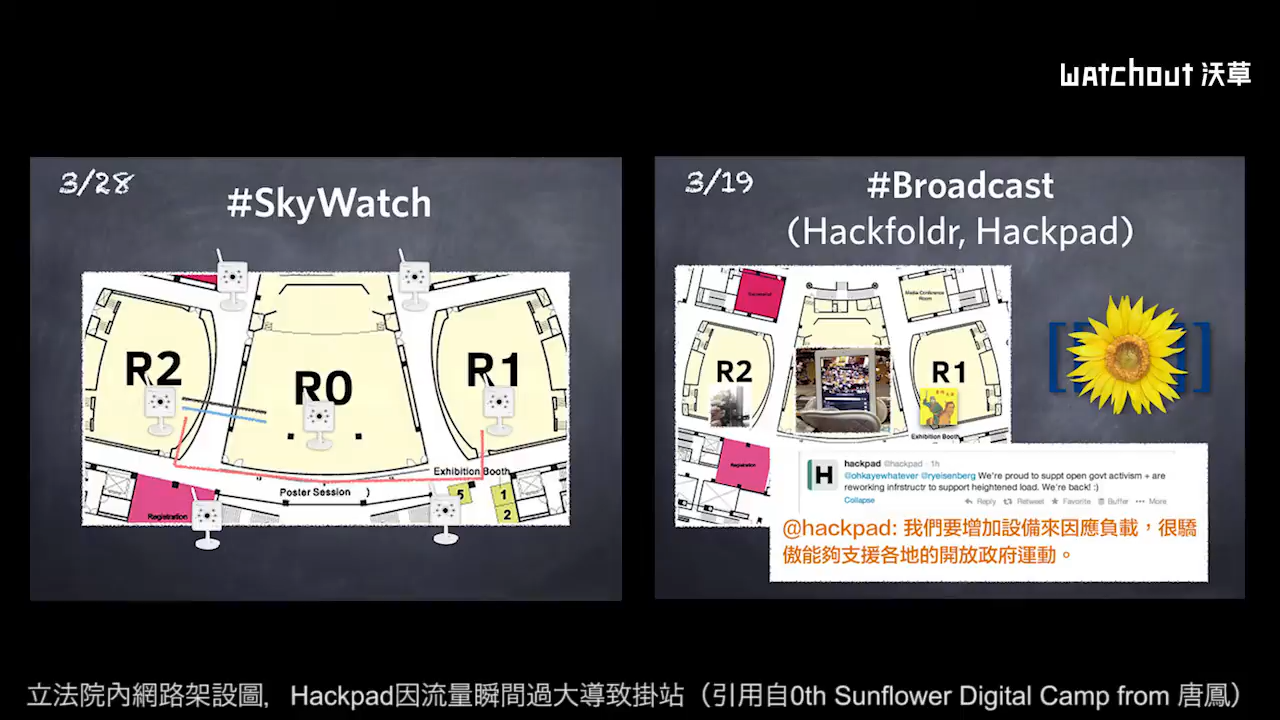 watchout 沃草
3/28
#SkyWatch
R2
R0
R1
Exhibition Booth
Poster Session )
5
1
2
Registration
3/19
#Broadcast
(Hackfoldr, Hackpad)
Media Conference
Room
R2
R1
Exhibition Booth
Registration
H
hackpad @hackpad · 1h
@ohkayewhatever @ryeisenberg We're proud to suppt open govt activism + are
reworking infrstructr to support heightened load. We're back! :)
Collapse
Reply Retweet Favorite Buffer More
@hackpad: 我們要增加設備來因應負載，很驕
傲能夠支援各地的開放政府運動。
立法院內網路架設圖，Hackpad因流量瞬間過大導致掛站（引用自0th Sunflower Digital Camp from 唐鳳）